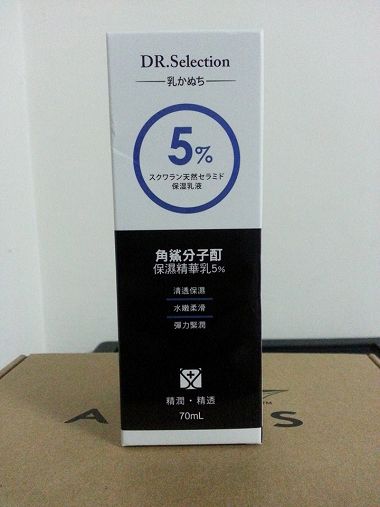 DR.Selection
乳かぬち
5%
スクワラン天然セラミド
保湿乳液
角鯊分子酊
保濕精華乳5%
清透保濕
水嫩柔滑
彈力緊潤
精潤・精透
70mL